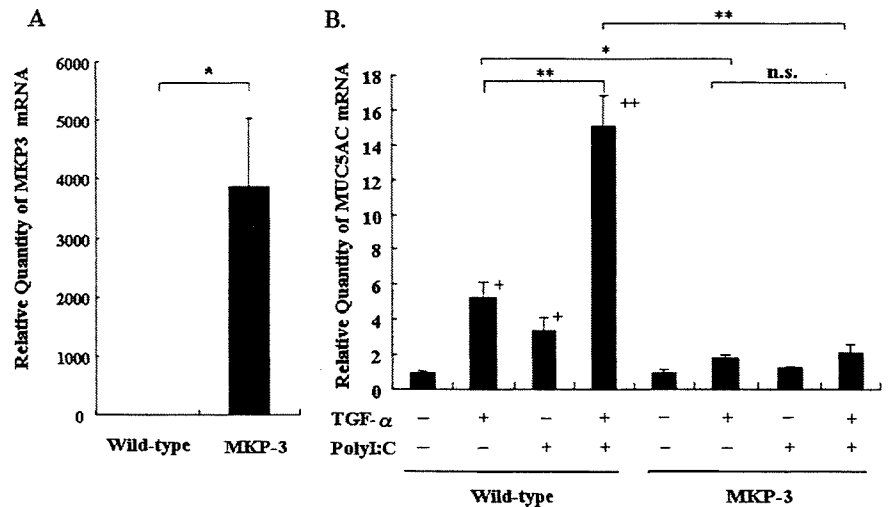 A
Relative Quantity of MKP3 mRNA
6000
5000
4000
3000
2000
1000
0
*
Wild-type MKP-3
B.
Relative Quantity of MUC5AC mRNA
18
16
14
12
10
8
6
4
2
0
**
*
** n.s.
++
+
+
TGF-α − + − + − + − +
PolyI:C − − + + − − + +
Wild-type MKP-3